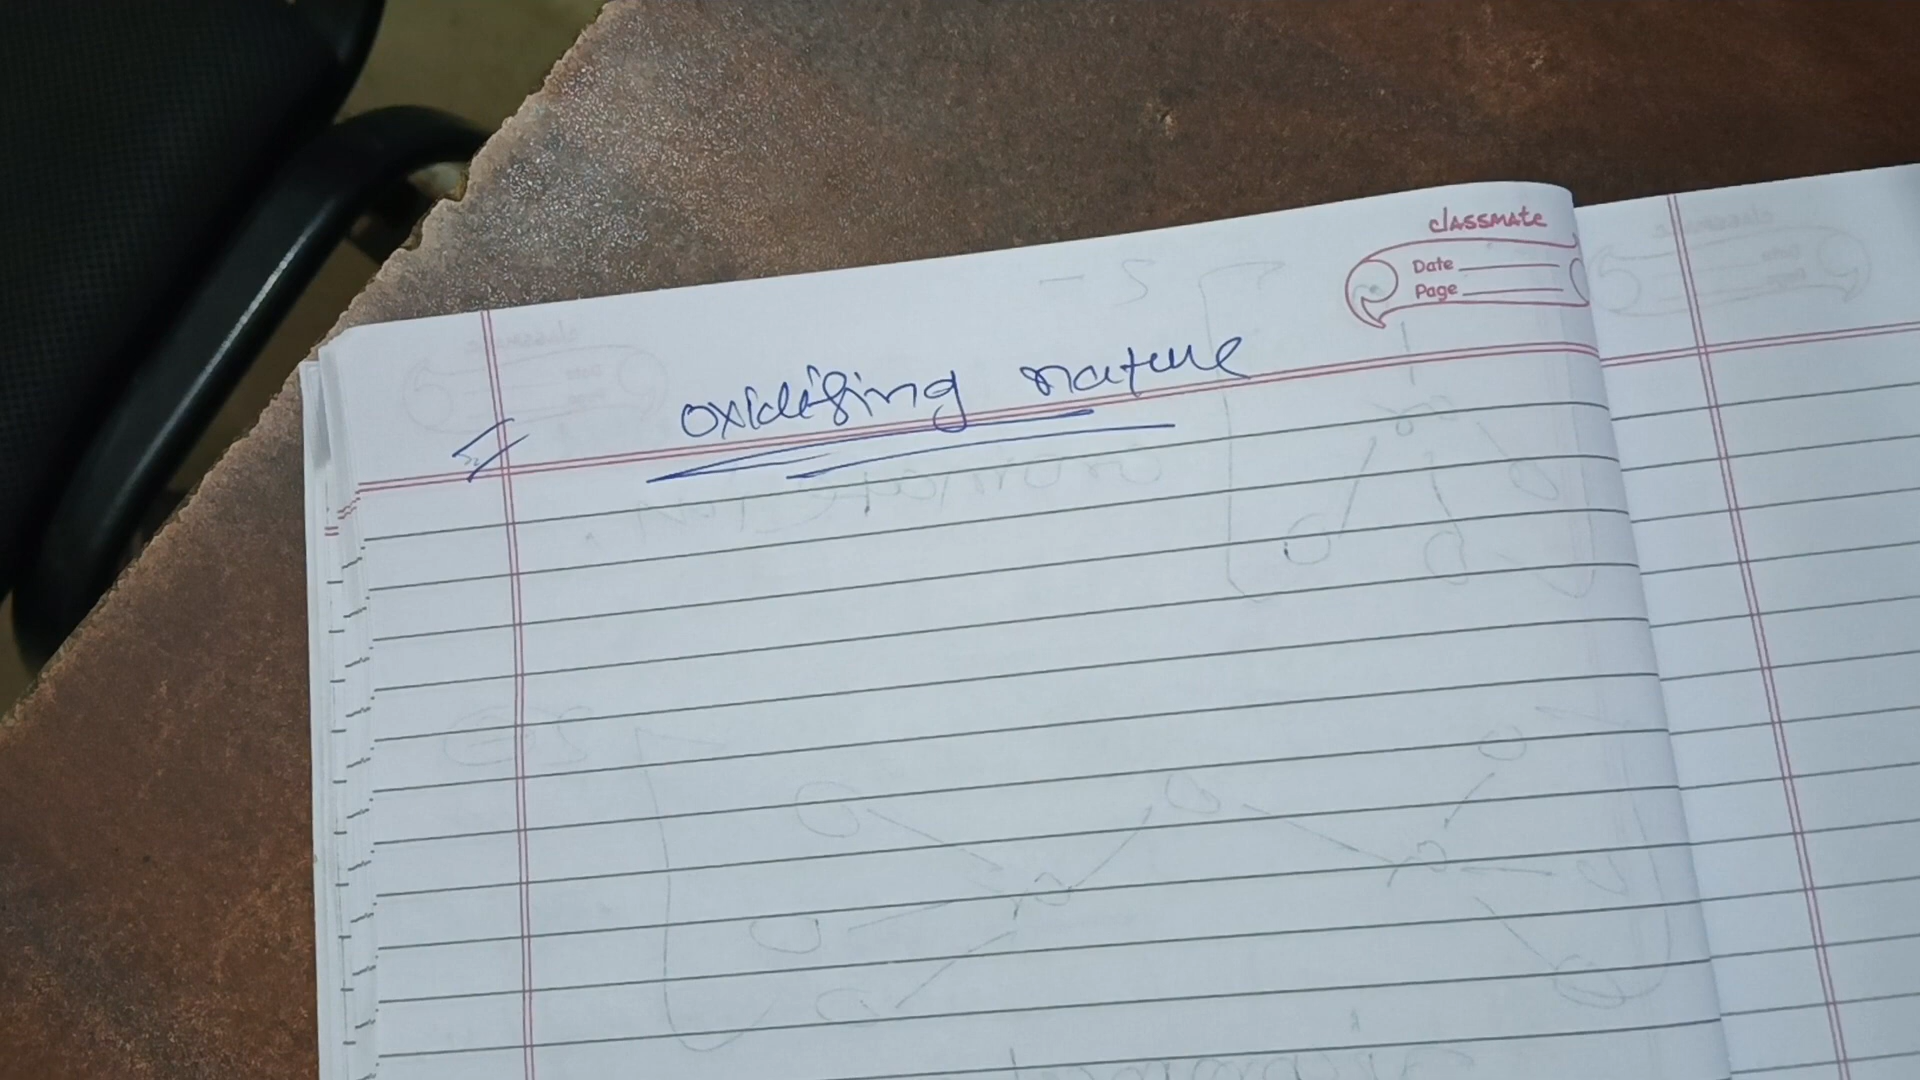 classmate
Date
Page
oxidising nature